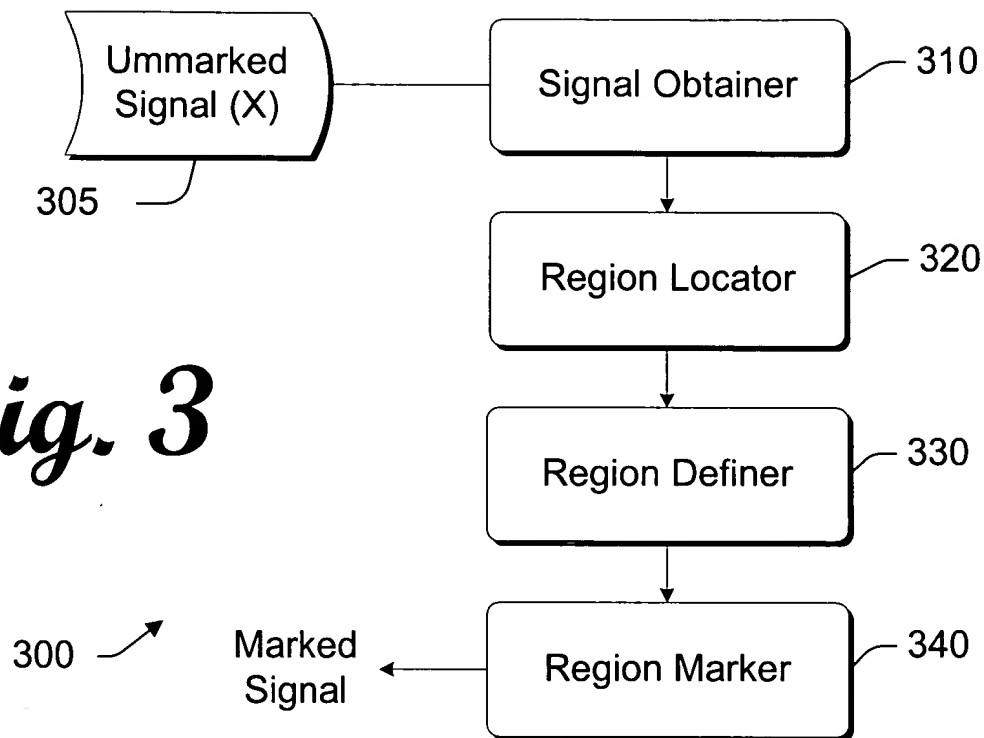 Ummarked
Signal (X)
305
Signal Obtainer
310
Region Locator
320
ig. 3
Region Definer
330
300
Marked
Signal
Region Marker
340